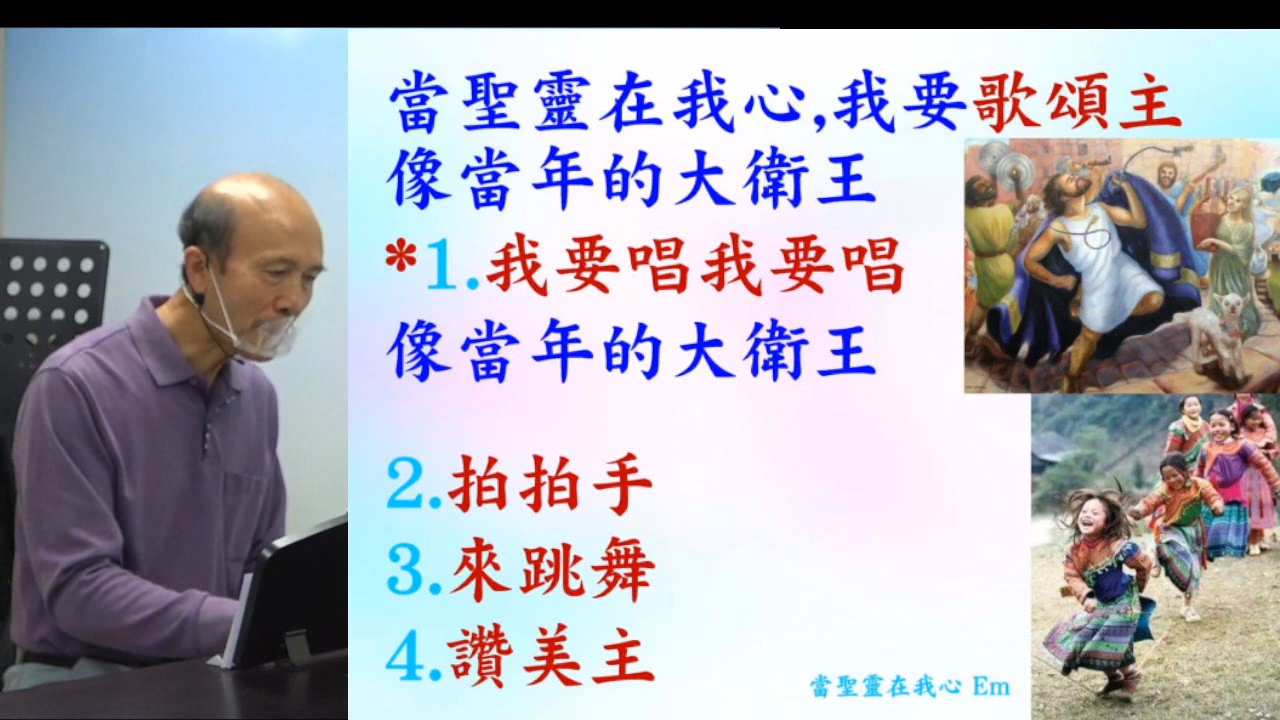 當聖靈在我心,我要歌頌主
像當年的大衛王
*1.我要唱我要唱
像當年的大衛王
2.拍拍手
3.來跳舞
4.讚美主
當聖靈在我心 Em